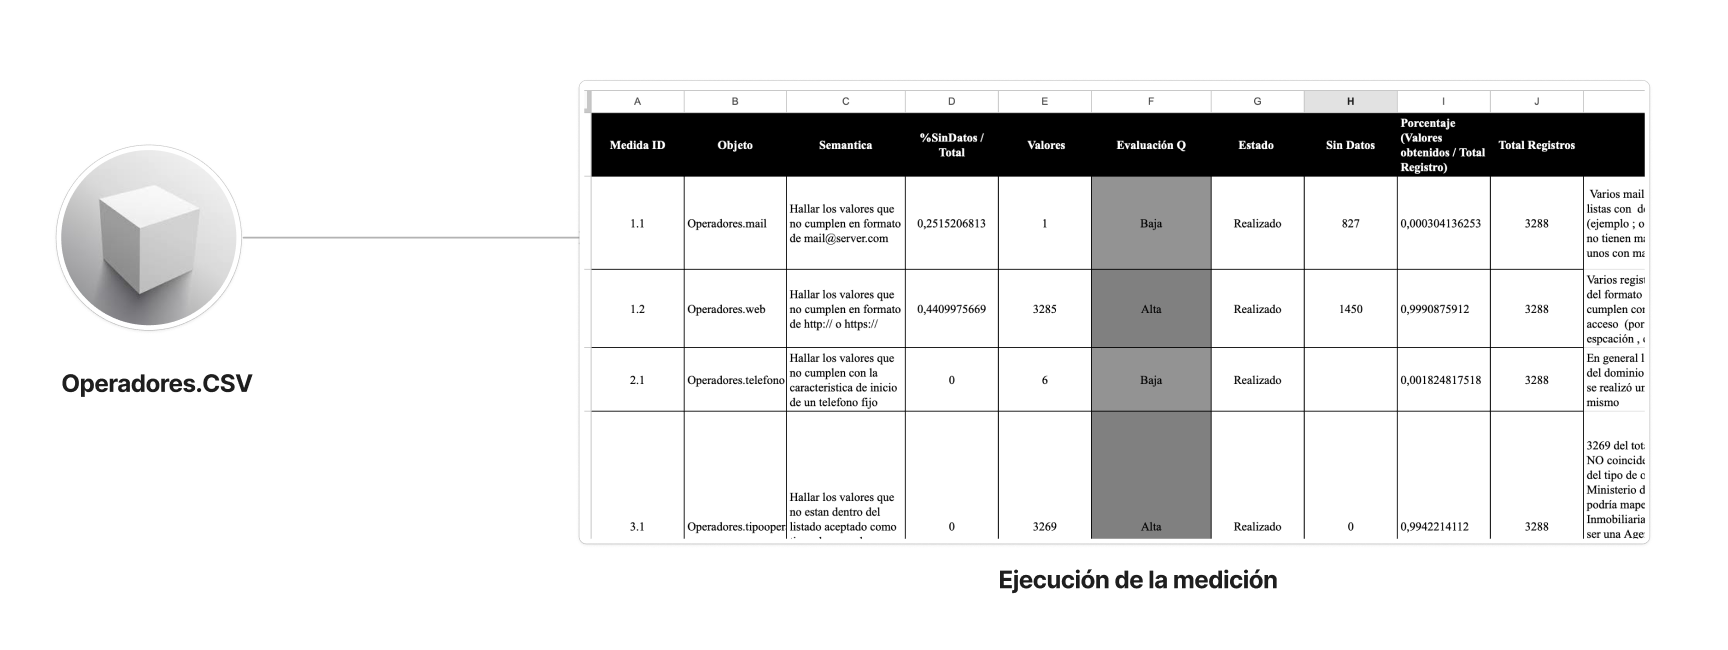 A B C D E F G H I J
Medida ID
Objeto
Semantica
%SinDatos /
Total
Valores
Evaluación Q
Estado
Sin Datos
Porcentaje
(Valores
obtenidos / Total
Registro)
Total Registros
1.1
Operadores.mail
Hallar los valores que
no cumplen en formato
de mail@server.com
0,2515206813
1
Baja
Realizado
827
0,000304136253
3288
Varios mail
listas con
(ejemplo ; o
no tienen
unos con
1.2
Operadores.web
Hallar los valores que
no cumplen en formato
de http:// o https://
0,4409975669
3285
Alta
Realizado
1450
0,9990875912
3288
Varios
del formato
cumplen
acceso (por
espcación ,
2.1
Operadores.telefono
Hallar los valores que
no cumplen con la
caracteristica de inicio
de un telefono fijo
0
6
Baja
Realizado
0,001824817518
3288
En general
del dominio
se realizó
mismo
3.1
Operadores.tipooper
Hallar los valores que
no estan dentro del
listado aceptado como
0
3269
Alta
Realizado
0
0,9942214112
3288
3269 del
NO
del tipo de
Ministerio
podría
Inmobiliaria
ser una
Operadores.CSV
Ejecución de la medición